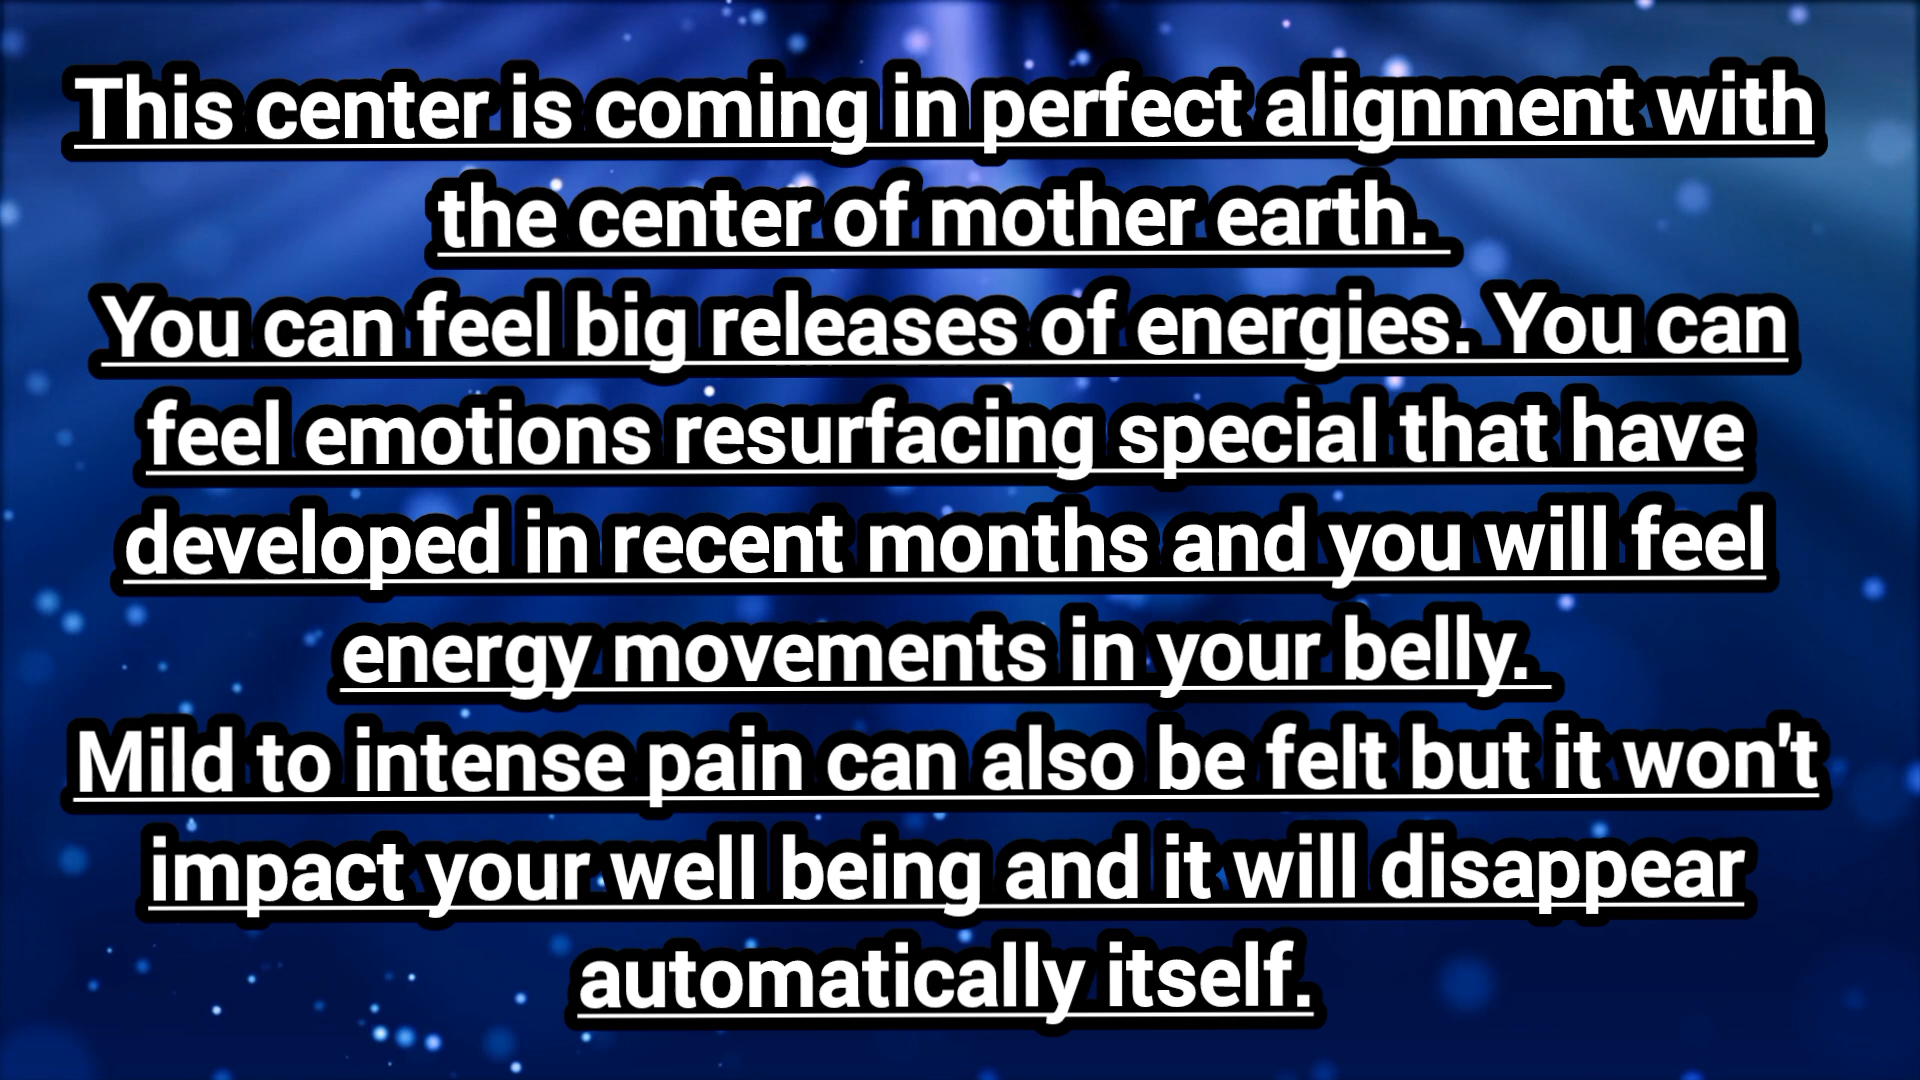 This center is coming in perfect alignment with
the center of mother earth.
You can feel big releases of energies. You can
feel emotions resurfacing special that have
developed in recent months and you will feel
energy movements in your belly.
Mild to intense pain can also be felt but it won't
impact your well being and it will disappear
automatically itself.